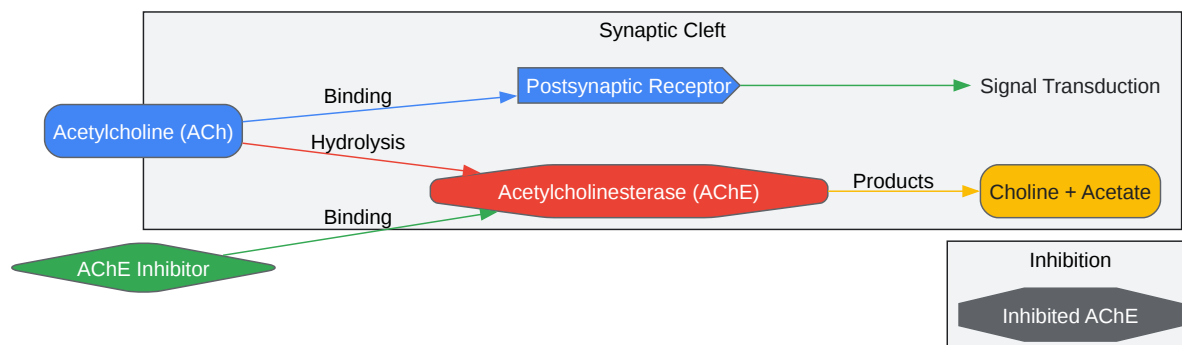 Synaptic Cleft
Binding
Postsynaptic Receptor
Signal Transduction
Acetylcholine (ACh)
Hydrolysis
Acetylcholinesterase (AChE)
Products
Choline + Acetate
Binding
AChE Inhibitor
Inhibition
Inhibited AChE